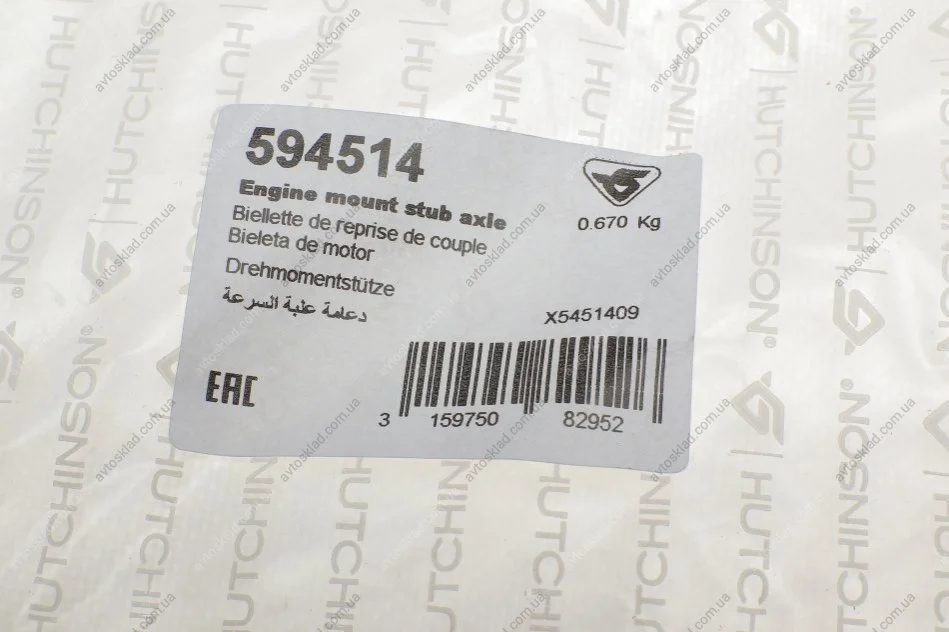 594514
Engine mount stub axle
Biellette de reprise de couple
Bieleta de motor
Drehmomentstütze
دعامة علبة السرعة
0.670 Kg
X5451409
EAC
3 159750 82952
HUTCHINSON®
avtosklad.com.ua